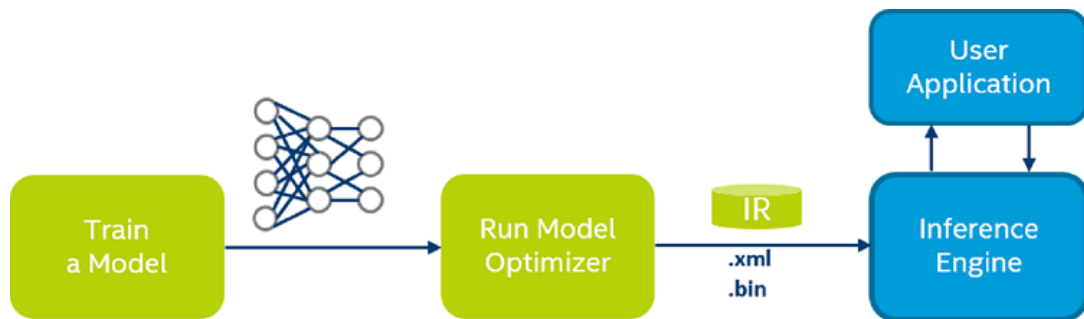 Train
a Model
Run Model
Optimizer
IR
.xml
.bin
User
Application
Inference
Engine